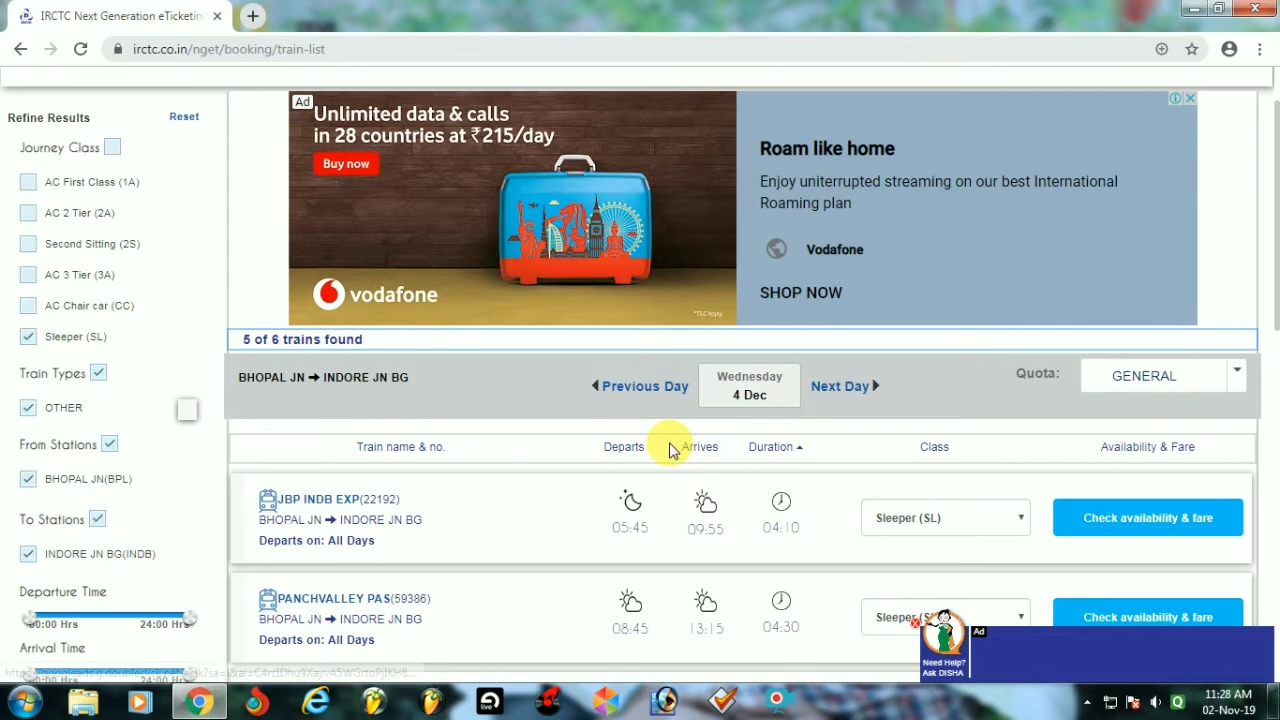 IRCTC Next Generation eTicketin
irctc.co.in/nget/booking/train-list
Refine Results
Reset
Journey Class
AC First Class (1A)
AC 2 Tier (2A)
Second Sitting (2S)
AC 3 Tier (3A)
AC Chair car (CC)
Sleeper (SL)
Train Types
OTHER
From Stations
BHOPAL JN(BPL)
To Stations
INDORE JN BG(INDB)
Departure Time
00:00 Hrs
24:00 Hrs
Arrival Time
24:00 Hrs
Ad
Unlimited data & calls
in 28 countries at ₹215/day
Buy now
vodafone
*T&C Apply.
Roam like home
Enjoy uniterrupted streaming on our best International
Roaming plan
Vodafone
SHOP NOW
5 of 6 trains found
BHOPAL JN ➔ INDORE JN BG
Previous Day
Wednesday
4 Dec
Next Day
Quota:
GENERAL
Train name & no.
Departs
Arrives
Duration
Class
Availability & Fare
JBP INDB EXP(22192)
BHOPAL JN ➔ INDORE JN BG
Departs on: All Days
05:45
09:55
04:10
Sleeper (SL)
Check availability & fare
PANCHVALLEY PAS(59386)
BHOPAL JN ➔ INDORE JN BG
Departs on: All Days
08:45
13:15
04:30
Sleeper
Check availability & fare
Need Help?
Ask DISHA
Ad
live
11:28 AM
02-Nov-19